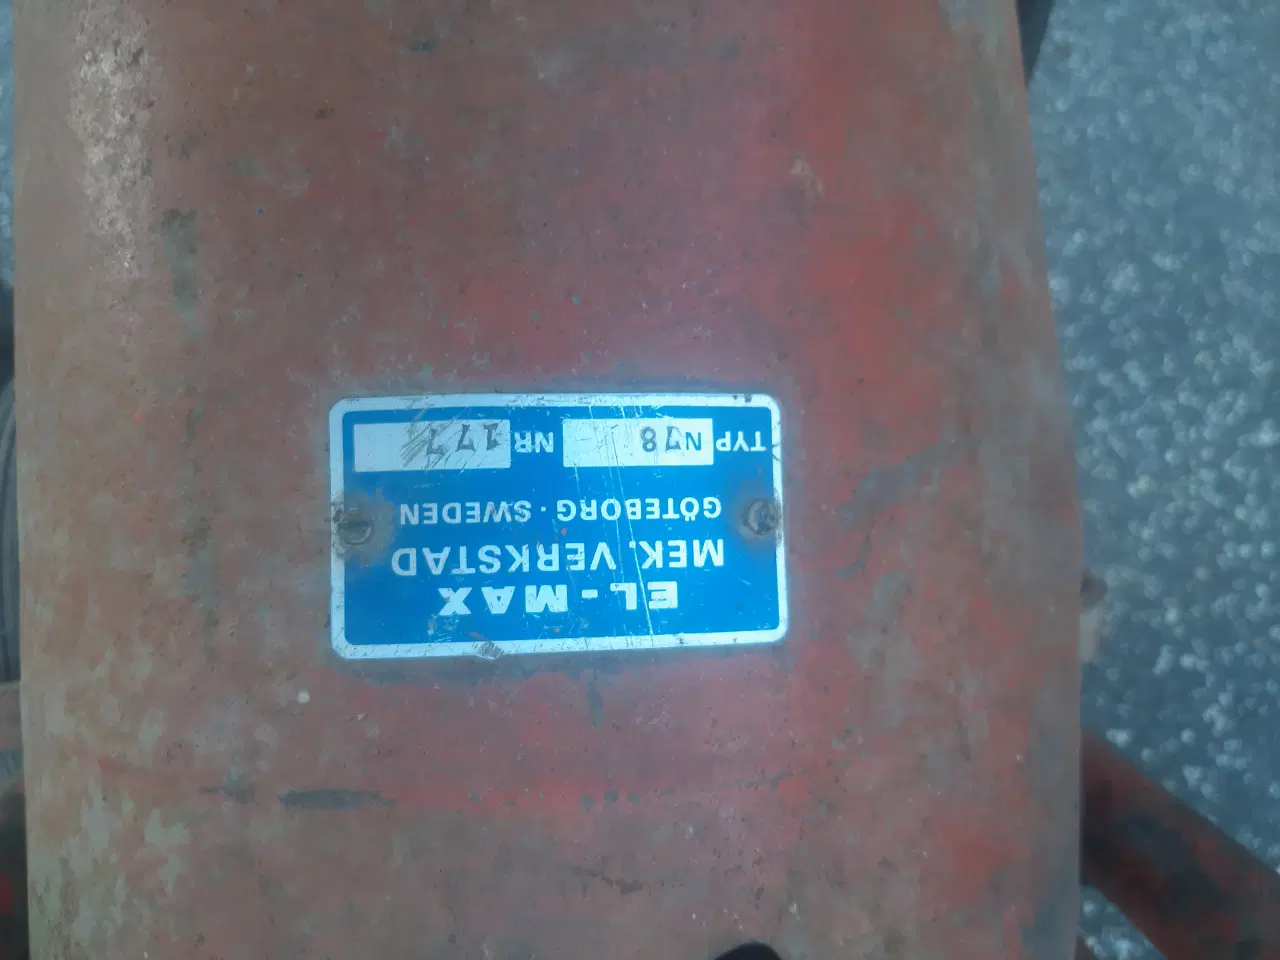 EL-MAX
MEK. VERKSTAD
GÖTEBORG · SWEDEN
TYP N78 NR 177